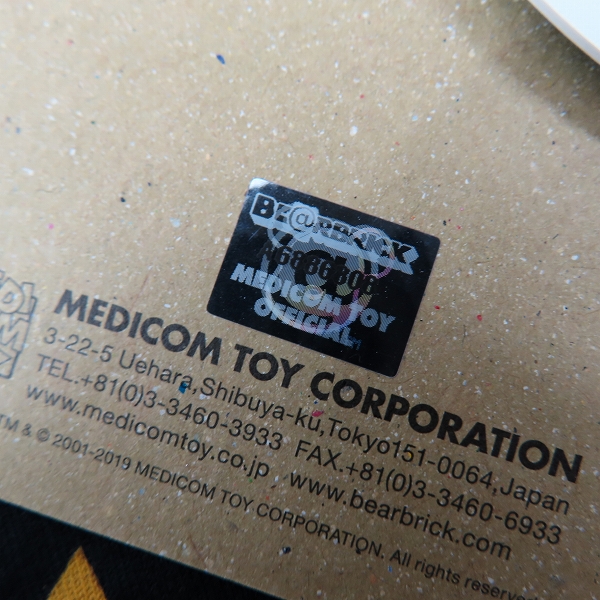 BE@RBRICK
MEDICOM TOY
OFFICIAL
MEDICOM TOY CORPORATION
3-22-5 Uehara,Shibuya-ku,Tokyo151-0064,Japan
TEL.+81(0)3-3460-3933 FAX.+81(0)3-3460-6933
www.medicomtoy.co.jp www.bearbrick.com
TM & © 2001-2019 MEDICOM TOY CORPORATION. All rights reserved